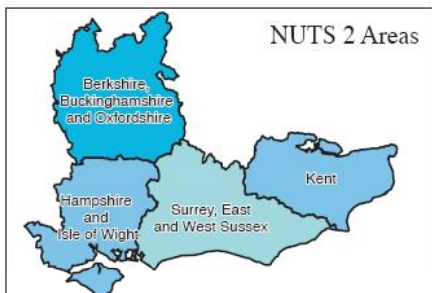 NUTS 2 Areas
Berkshire,
Buckinghamshire
and Oxfordshire
Kent
Hampshire
and
Isle of Wight
Surrey, East
and West Sussex